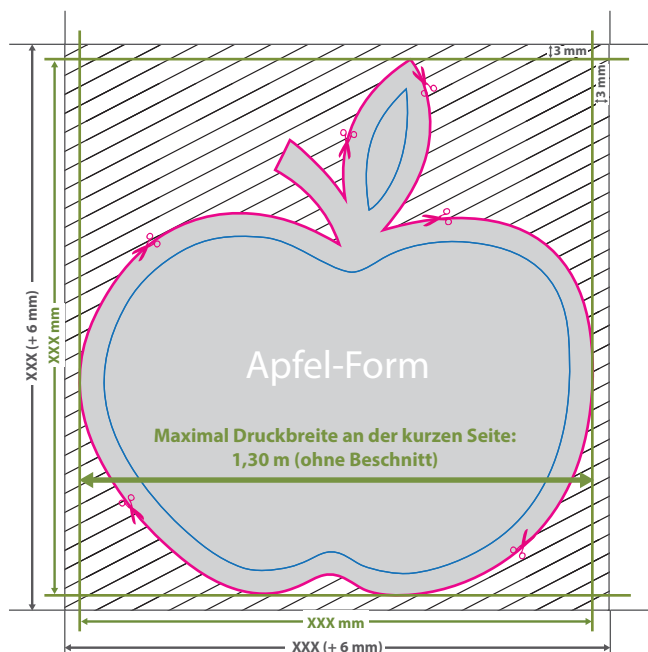 3 mm
3 mm
XXX (+ 6 mm)
XXX mm
Apfel-Form
Maximal Druckbreite an der kurzen Seite:
1,30 m (ohne Beschnitt)
XXX mm
XXX (+ 6 mm)